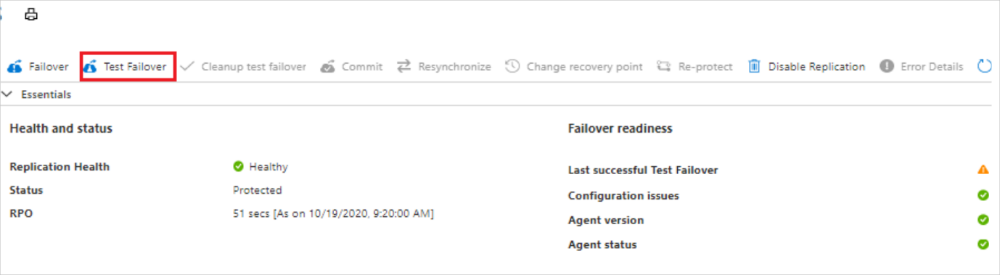 Failover Test Failover Cleanup test failover Commit Resynchronize Change recovery point Re-protect Disable Replication Error Details
Essentials
Health and status
Replication Health Healthy
Status Protected
RPO 51 secs [As on 10/19/2020, 9:20:00 AM]
Failover readiness
Last successful Test Failover
Configuration issues
Agent version
Agent status